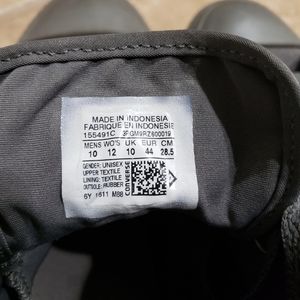 MADE IN INDONESIA
FABRIQUE EN INDONESIE
155491C
MENS WO'S UK EUR CM
10 12 10 44 28.5
GENDER: UNISEX
UPPER: TEXTILE
LINING: TEXTILE
OUTSOLE: RUBBER
CONVERSE